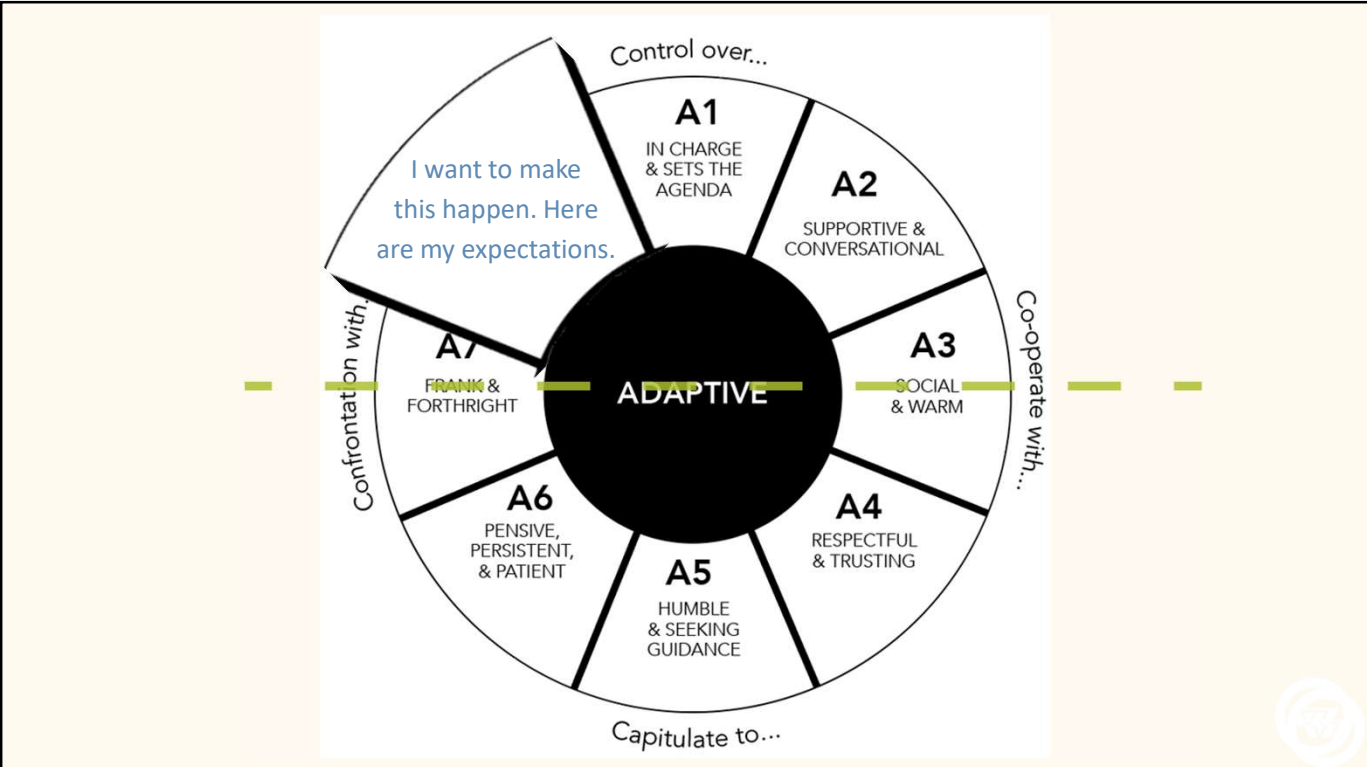 Control over...
A1
IN CHARGE
& SETS THE
AGENDA
I want to make
this happen. Here
are my expectations.
A2
SUPPORTIVE &
CONVERSATIONAL
Co-operate with...
A3
SOCIAL
& WARM
Confrontation with..
A7
FRANK &
FORTHRIGHT
ADAPTIVE
A4
RESPECTFUL
& TRUSTING
A6
PENSIVE,
PERSISTENT,
& PATIENT
A5
HUMBLE
& SEEKING
GUIDANCE
Capitulate to...